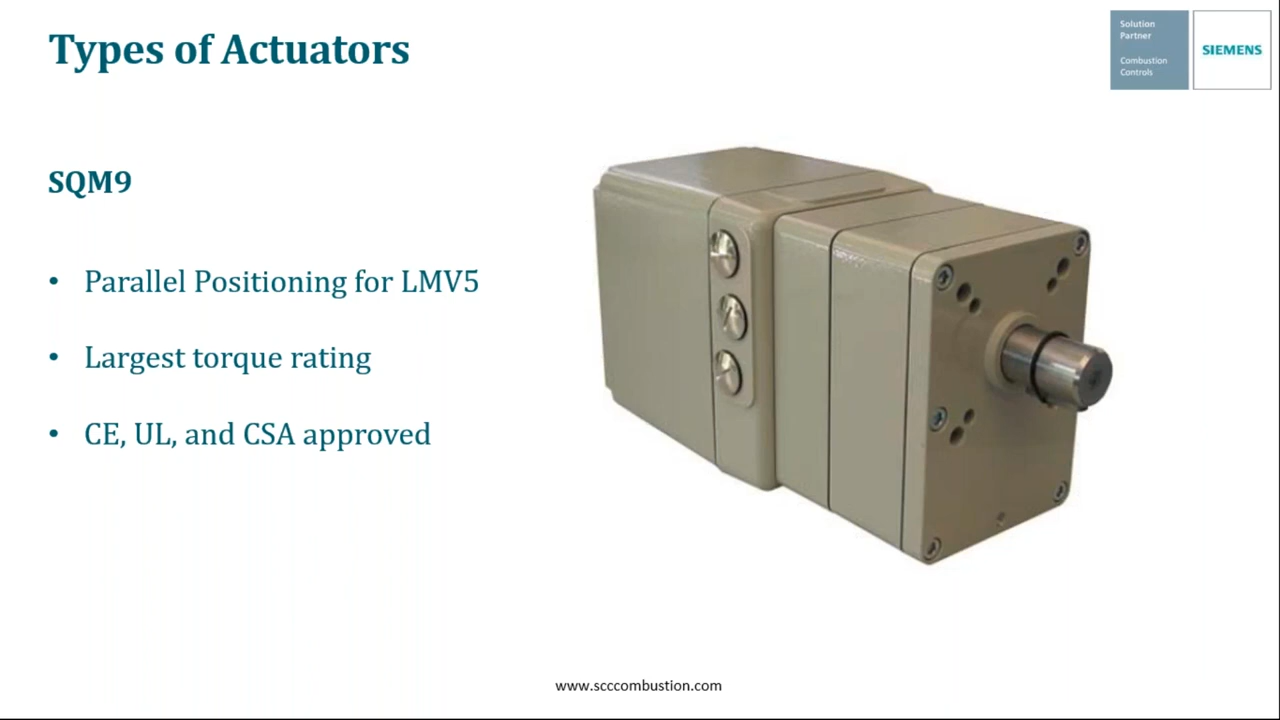 Types of Actuators
Solution
Partner
Combustion
Controls
SIEMENS
SQM9
• Parallel Positioning for LMV5
• Largest torque rating
• CE, UL, and CSA approved
www.scccombustion.com